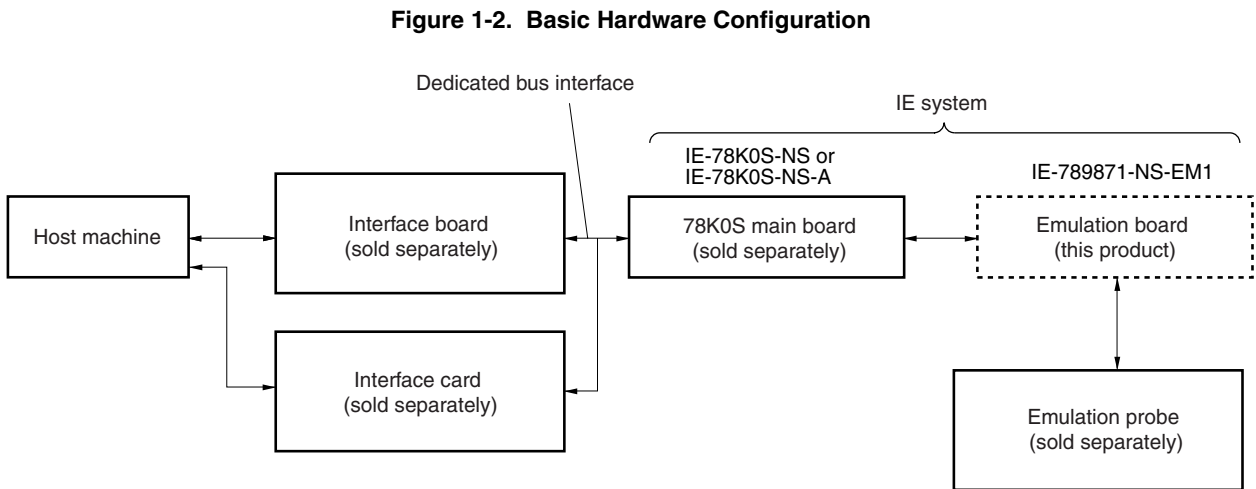 Figure 1-2. Basic Hardware Configuration
Dedicated bus interface
IE system
IE-78K0S-NS or
IE-78K0S-NS-A
IE-789871-NS-EM1
Host machine
Interface board
(sold separately)
78K0S main board
(sold separately)
Emulation board
(this product)
Interface card
(sold separately)
Emulation probe
(sold separately)